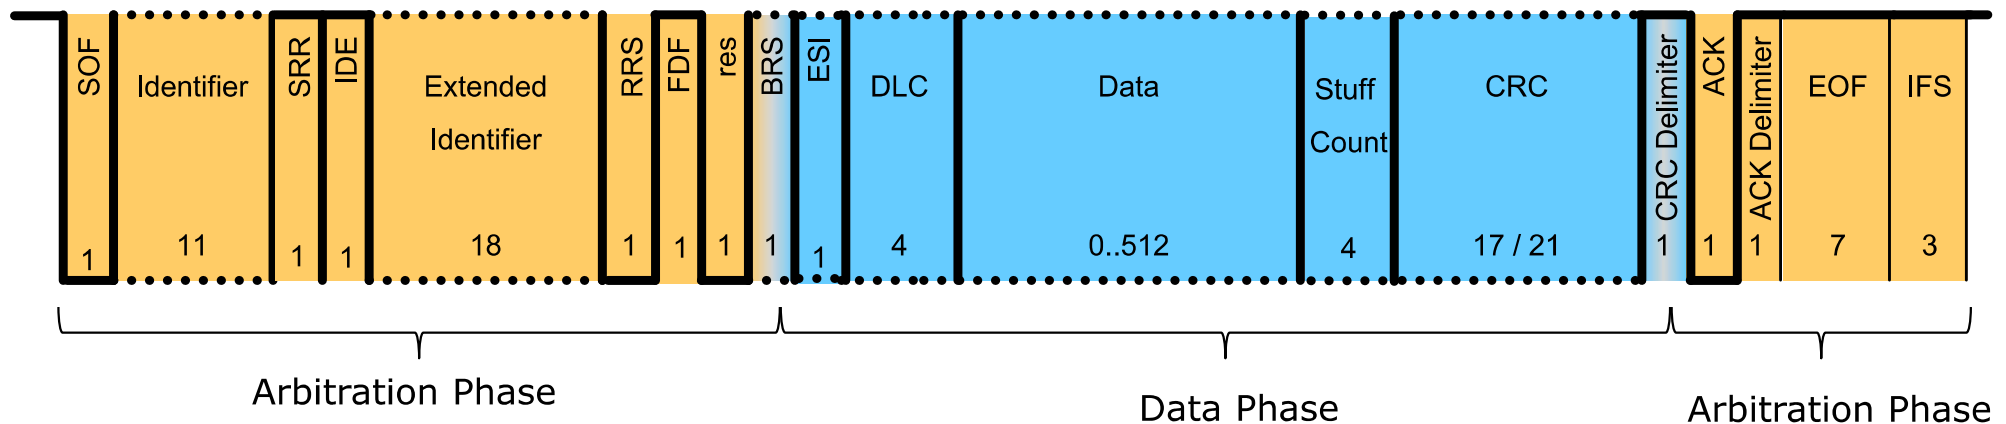 SOF
Identifier
SRR
IDE
Extended
Identifier
RRS
FDF
res
BRS
ESI
DLC
Data
Stuff
Count
CRC
CRC Delimiter
ACK
ACK Delimiter
EOF
IFS
1
11
1
1
18
1
1
1
1
1
4
0..512
4
17 / 21
1
1
1
7
3
Arbitration Phase
Data Phase
Arbitration Phase